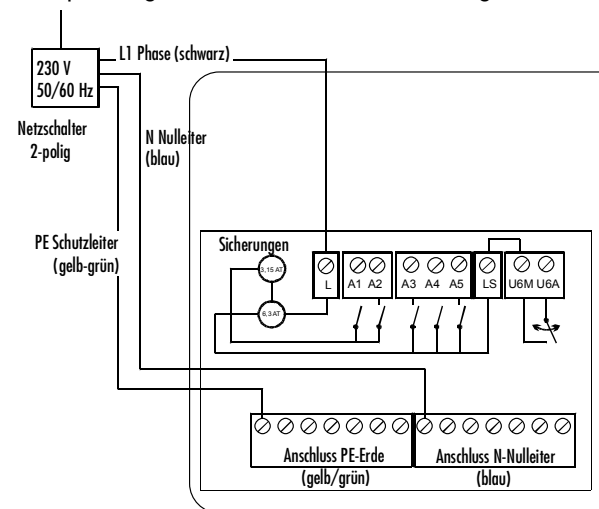 L1 Phase (schwarz)
230 V
50/60 Hz
Netzschalter
2-polig
N Nulleiter
(blau)
PE Schutzleiter
(gelb-grün)
Sicherungen
3,15 AT
6,3 AT
L
A1 A2
A3 A4 A5
LS
U6M U6A
Anschluss PE-Erde
(gelb/grün)
Anschluss N-Nulleiter
(blau)